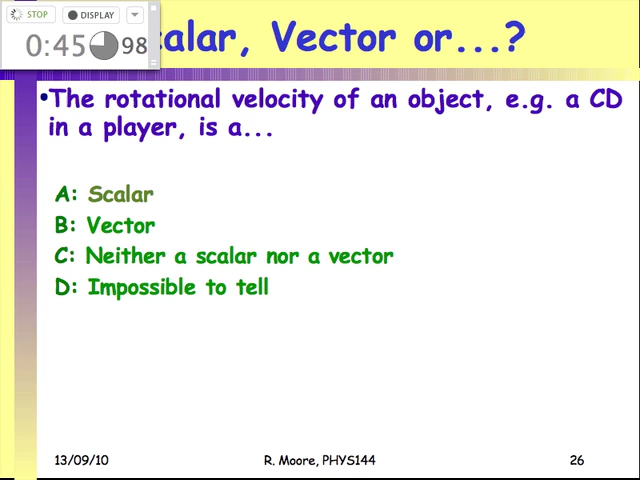 STOP
DISPLAY
0:45
98
calar, Vector or...?
•The rotational velocity of an object, e.g. a CD
in a player, is a...
A: Scalar
B: Vector
C: Neither a scalar nor a vector
D: Impossible to tell
13/09/10
R. Moore, PHYS144
26